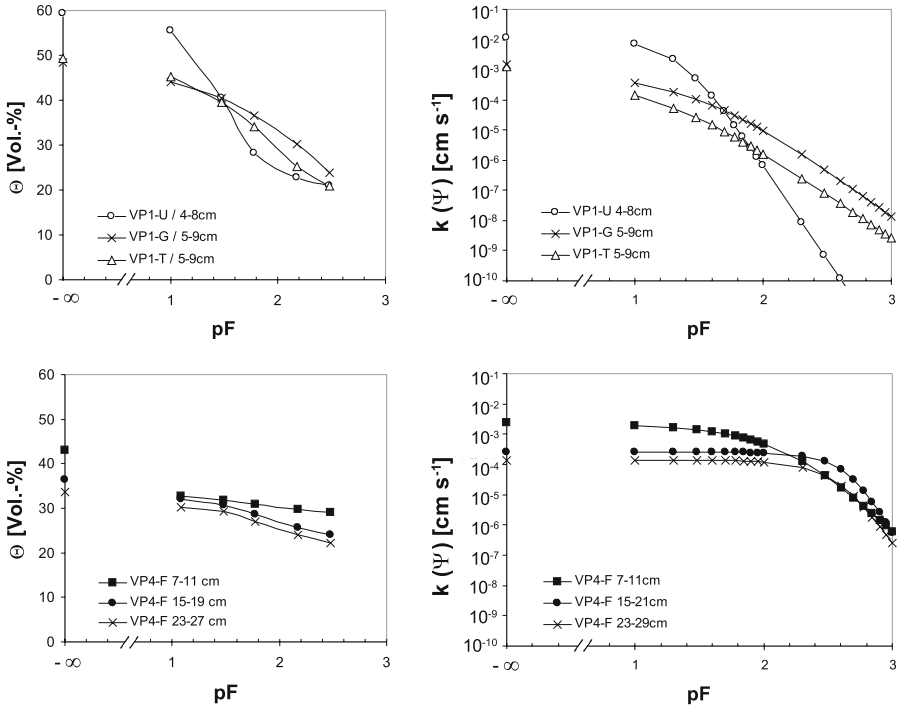 60
50
40
30
20
10
0
Θ [Vol.-%]
VP1-U / 4-8cm
VP1-G / 5-9cm
VP1-T / 5-9cm
- ∞
1
2
3
pF
10-1
10-2
10-3
10-4
10-5
10-6
10-7
10-8
10-9
10-10
k (Ψ) [cm s-1]
VP1-U 4-8cm
VP1-G 5-9cm
VP1-T 5-9cm
- ∞
1
2
3
pF
60
50
40
30
20
10
0
Θ [Vol.-%]
VP4-F 7-11 cm
VP4-F 15-19 cm
VP4-F 23-27 cm
- ∞
1
2
3
pF
10-1
10-2
10-3
10-4
10-5
10-6
10-7
10-8
10-9
10-10
k (Ψ) [cm s-1]
VP4-F 7-11cm
VP4-F 15-21cm
VP4-F 23-29cm
- ∞
1
2
3
pF